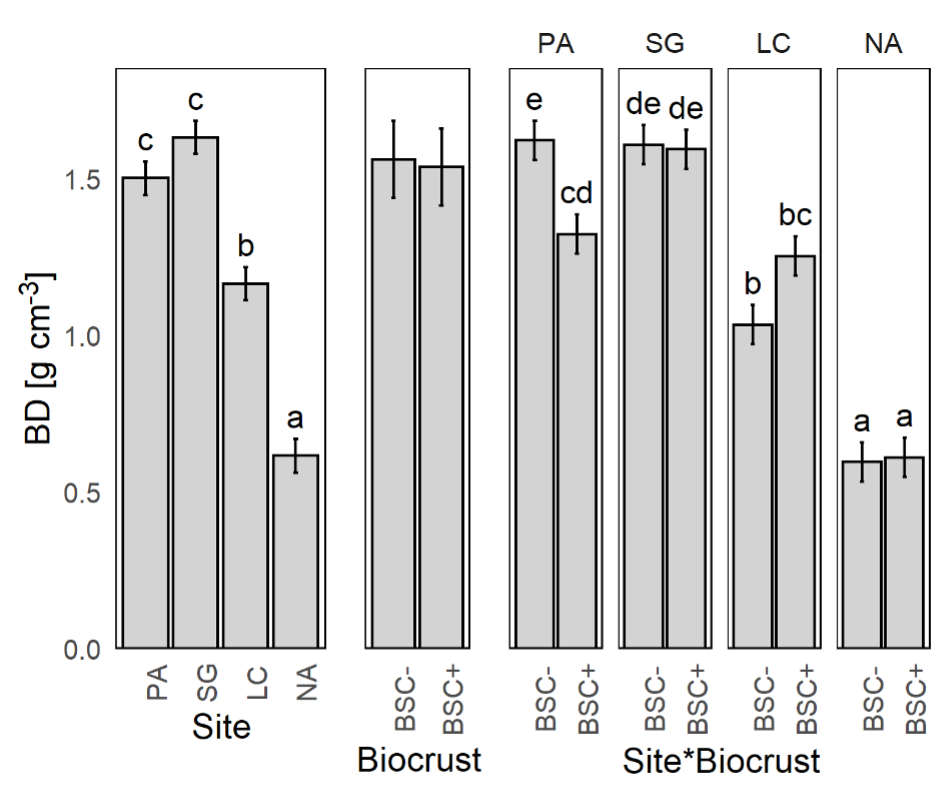 PA SG LC NA
c c b a
e cd de de b bc a a
BD [g cm-3]
1.5
1.0
0.5
0.0
PA SG LC NA
BSC- BSC+
BSC- BSC+ BSC- BSC+ BSC- BSC+ BSC- BSC+
Site
Biocrust
Site*Biocrust